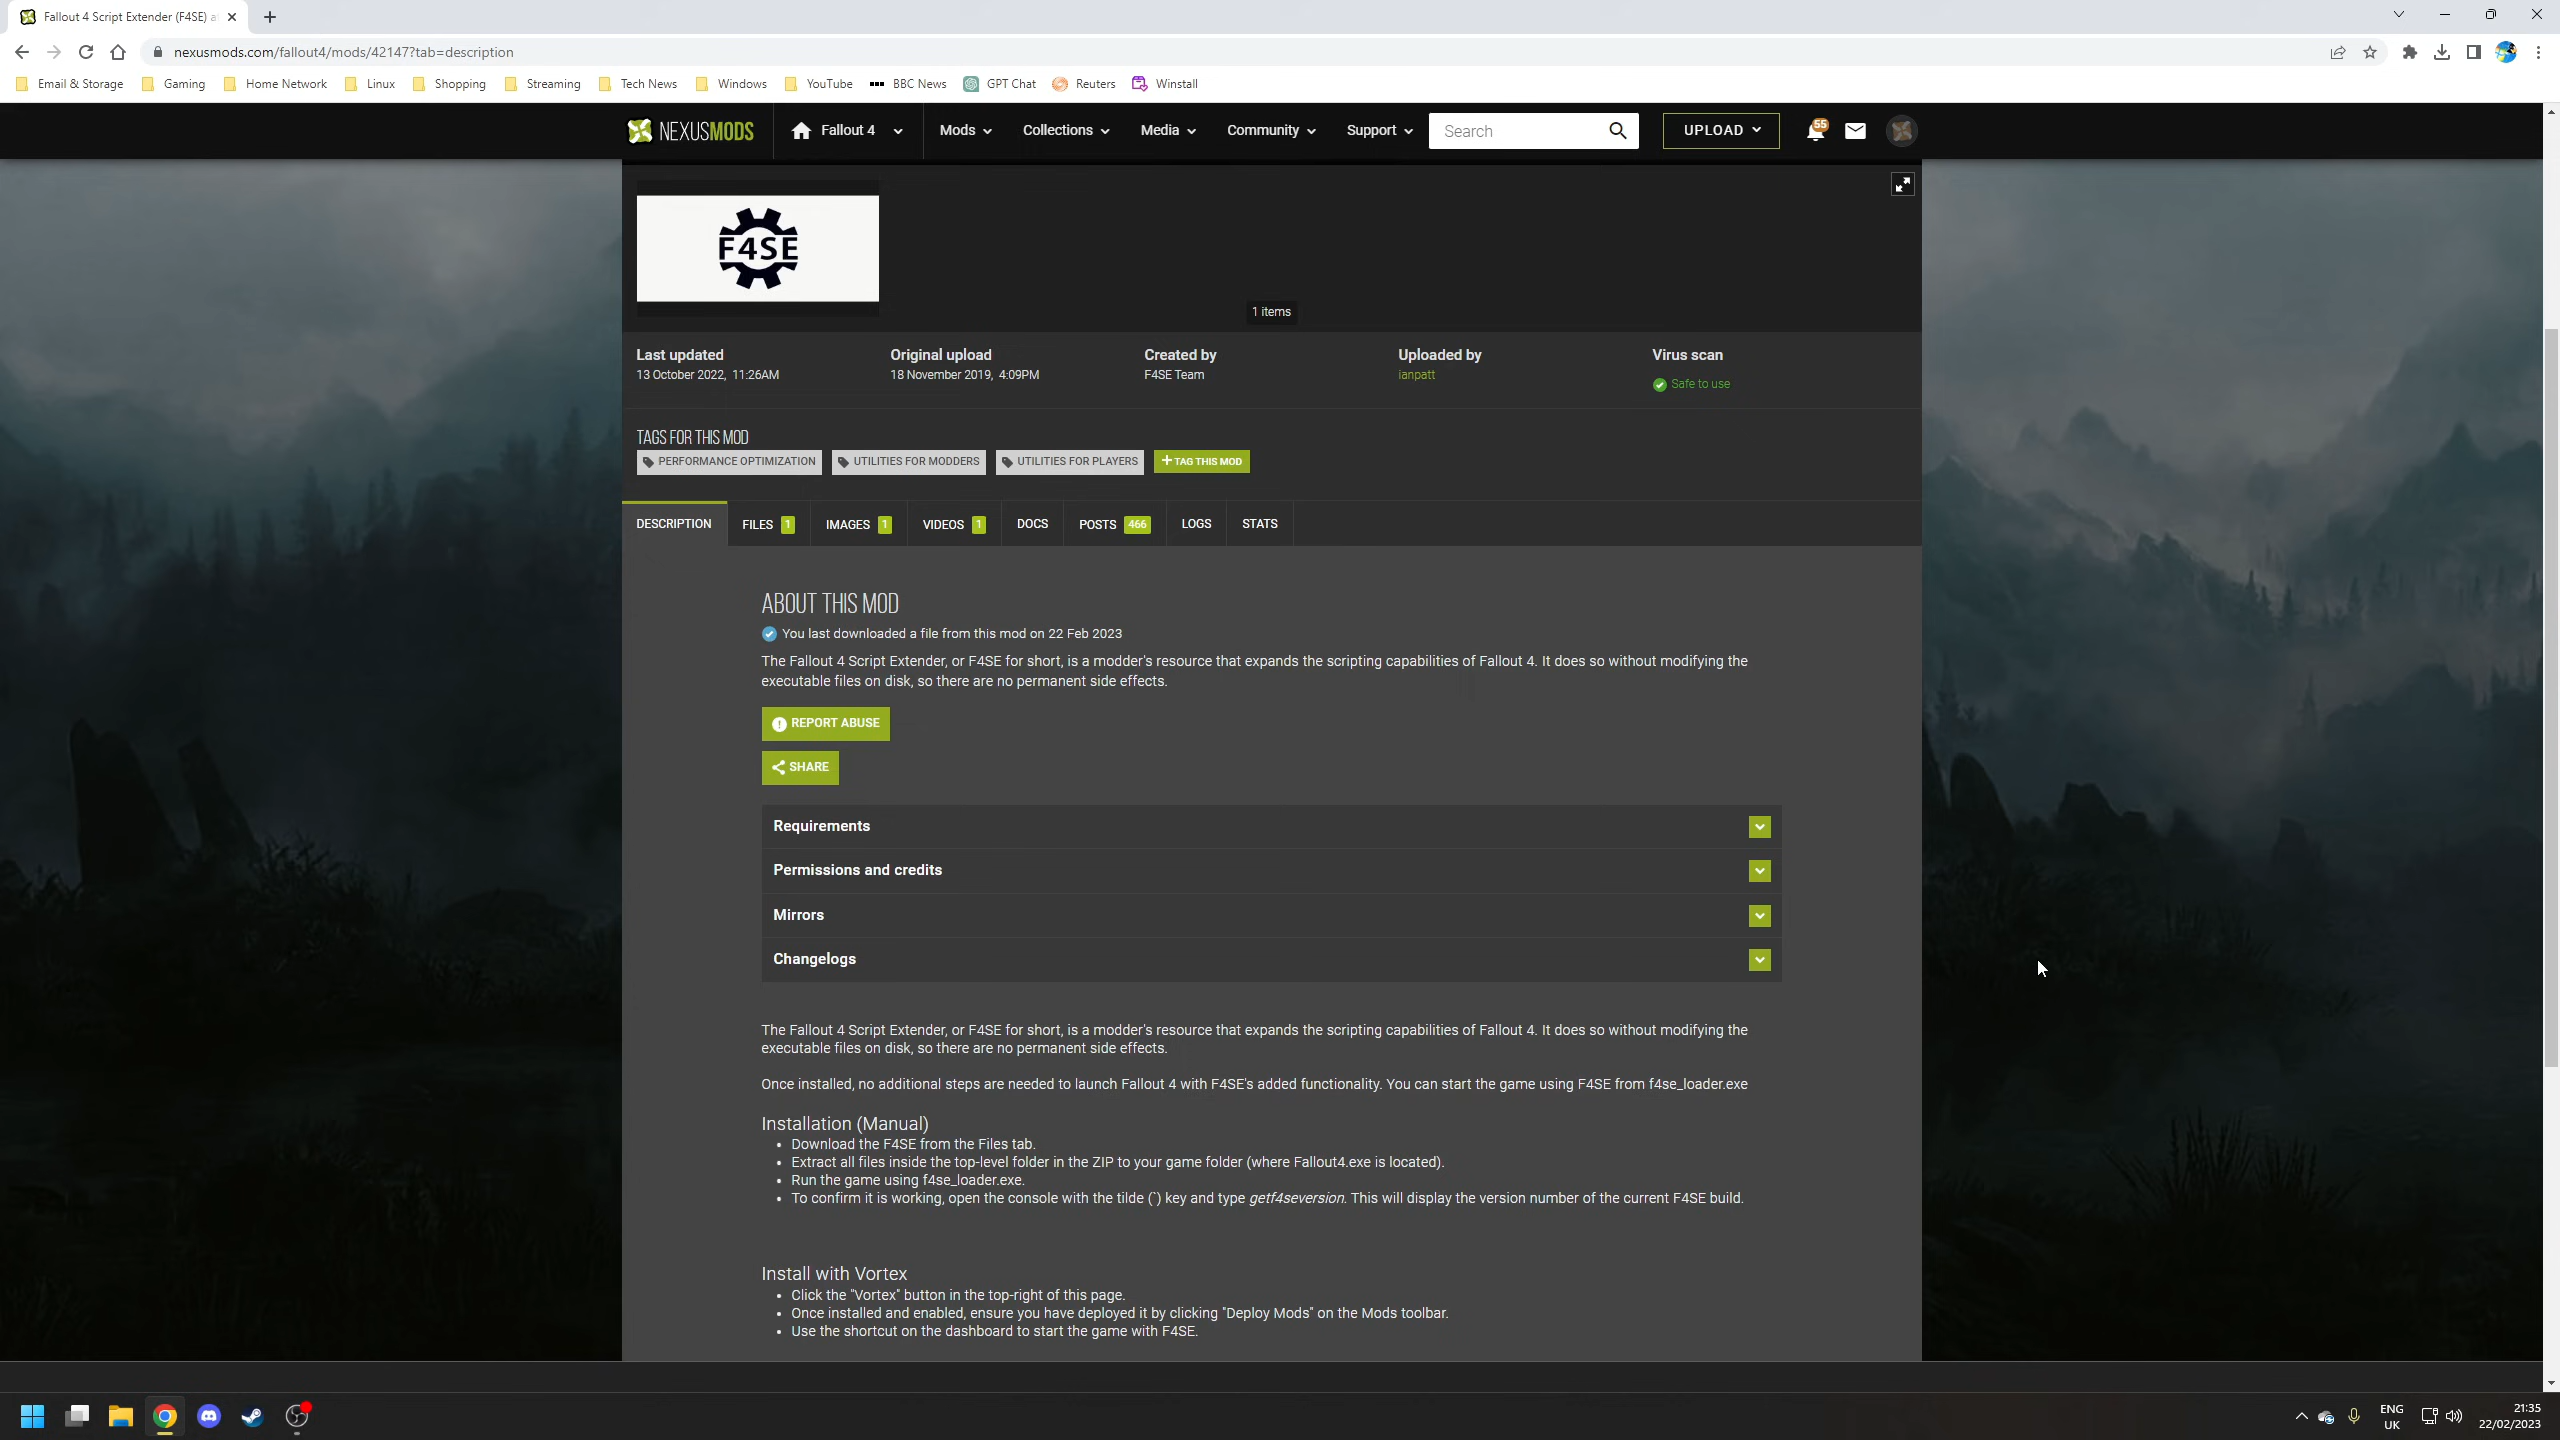 Fallout 4 Script Extender (F4SE) a
nexusmods.com/fallout4/mods/42147?tab=description
Email & Storage Gaming Home Network Linux Shopping Streaming Tech News Windows YouTube BBC News GPT Chat Reuters Winstall
NEXUSMODS Fallout 4 Mods Collections Media Community Support Search UPLOAD 55
F4SE
1 items
Last updated Original upload Created by Uploaded by Virus scan
13 October 2022, 11:26AM 18 November 2019, 4:09PM F4SE Team ianpatt Safe to use
TAGS FOR THIS MOD
PERFORMANCE OPTIMIZATION UTILITIES FOR MODDERS UTILITIES FOR PLAYERS + TAG THIS MOD
DESCRIPTION FILES 1 IMAGES 1 VIDEOS 1 DOCS POSTS 466 LOGS STATS
ABOUT THIS MOD
You last downloaded a file from this mod on 22 Feb 2023
The Fallout 4 Script Extender, or F4SE for short, is a modder's resource that expands the scripting capabilities of Fallout 4. It does so without modifying the
executable files on disk, so there are no permanent side effects.
REPORT ABUSE
SHARE
Requirements
Permissions and credits
Mirrors
Changelogs
The Fallout 4 Script Extender, or F4SE for short, is a modder's resource that expands the scripting capabilities of Fallout 4. It does so without modifying the
executable files on disk, so there are no permanent side effects.
Once installed, no additional steps are needed to launch Fallout 4 with F4SE's added functionality. You can start the game using F4SE from f4se_loader.exe
Installation (Manual)
• Download the F4SE from the Files tab.
• Extract all files inside the top-level folder in the ZIP to your game folder (where Fallout4.exe is located).
• Run the game using f4se_loader.exe.
• To confirm it is working, open the console with the tilde (`) key and type getf4seversion. This will display the version number of the current F4SE build.
Install with Vortex
• Click the "Vortex" button in the top-right of this page.
• Once installed and enabled, ensure you have deployed it by clicking "Deploy Mods" on the Mods toolbar.
• Use the shortcut on the dashboard to start the game with F4SE.
ENG 21:35
UK 22/02/2023